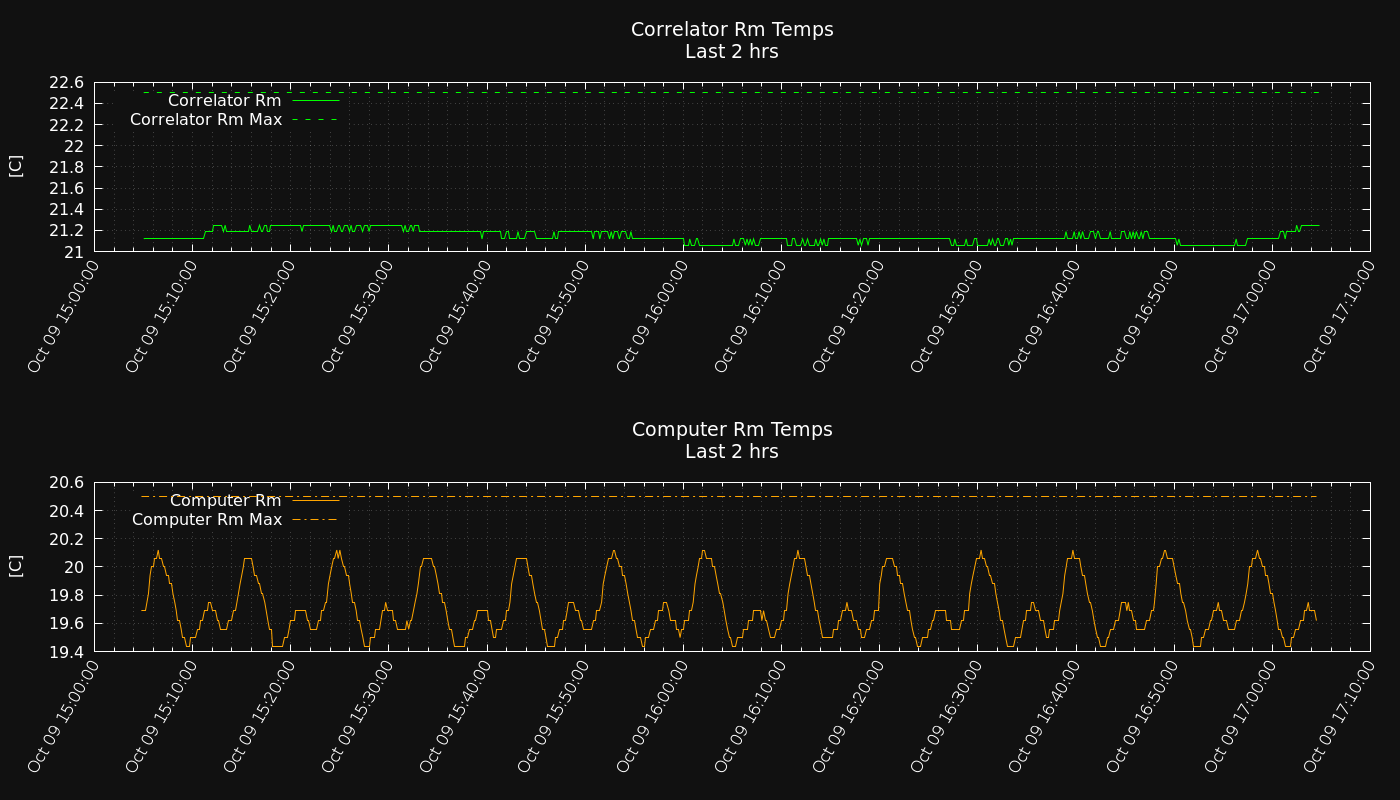 Correlator Rm Temps
Last 2 hrs
22.6
22.4
22.2
22
21.8
21.6
21.4
21.2
21
[C]
Correlator Rm
Correlator Rm Max
Oct 09 15:00:00
Oct 09 15:10:00
Oct 09 15:20:00
Oct 09 15:30:00
Oct 09 15:40:00
Oct 09 15:50:00
Oct 09 16:00:00
Oct 09 16:10:00
Oct 09 16:20:00
Oct 09 16:30:00
Oct 09 16:40:00
Oct 09 16:50:00
Oct 09 17:00:00
Oct 09 17:10:00
Computer Rm Temps
Last 2 hrs
20.6
20.4
20.2
20
19.8
19.6
19.4
[C]
Computer Rm
Computer Rm Max
Oct 09 15:00:00
Oct 09 15:10:00
Oct 09 15:20:00
Oct 09 15:30:00
Oct 09 15:40:00
Oct 09 15:50:00
Oct 09 16:00:00
Oct 09 16:10:00
Oct 09 16:20:00
Oct 09 16:30:00
Oct 09 16:40:00
Oct 09 16:50:00
Oct 09 17:00:00
Oct 09 17:10:00